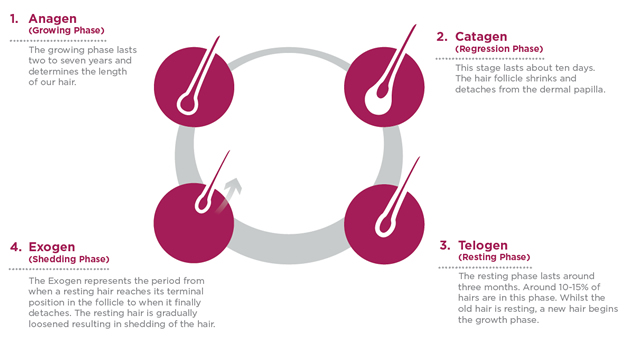 1. Anagen
(Growing Phase)
The growing phase lasts
two to seven years and
determines the length
of our hair.
2. Catagen
(Regression Phase)
This stage lasts about ten days.
The hair follicle shrinks and
detaches from the dermal papilla.
3. Telogen
(Resting Phase)
The resting phase lasts around
three months. Around 10-15% of
hairs are in this phase. Whilst the
old hair is resting, a new hair begins
the growth phase.
4. Exogen
(Shedding Phase)
The Exogen represents the period from
when a resting hair reaches its terminal
position in the follicle to when it finally
detaches. The resting hair is gradually
loosened resulting in shedding of the hair.